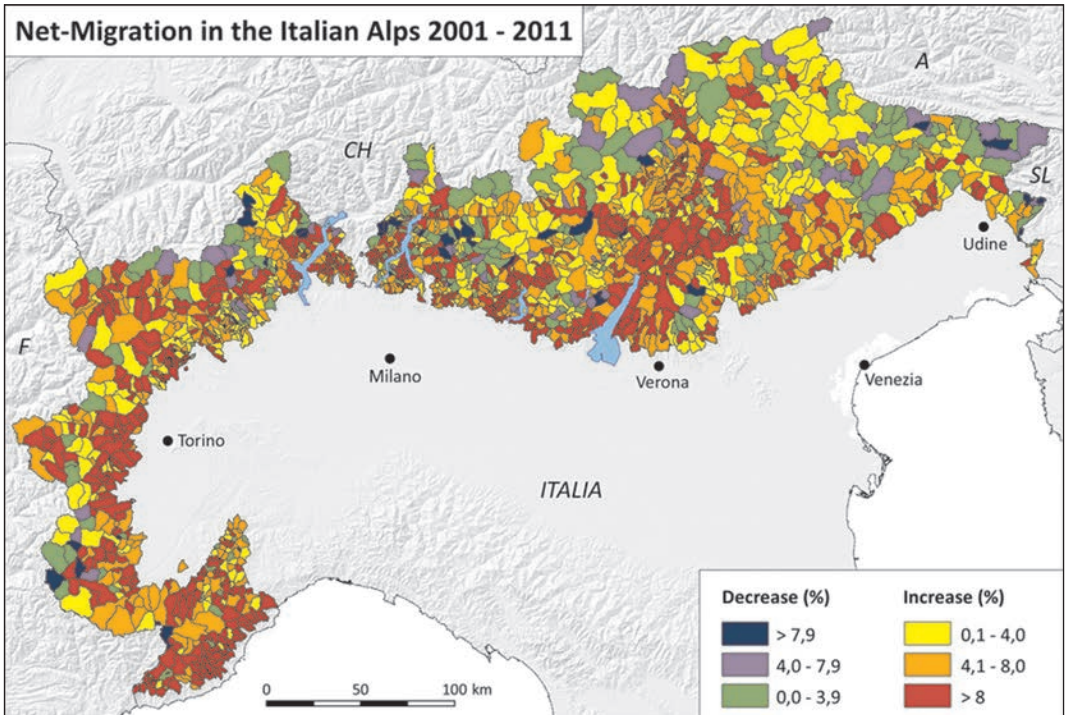 Net-Migration in the Italian Alps 2001 - 2011
A
CH
SL
Udine
F
Milano
Verona
Venezia
Torino
ITALIA
Decrease (%)
Increase (%)
> 7,9
0,1 - 4,0
4,0 - 7,9
4,1 - 8,0
0,0 - 3,9
> 8
0 50 100 km